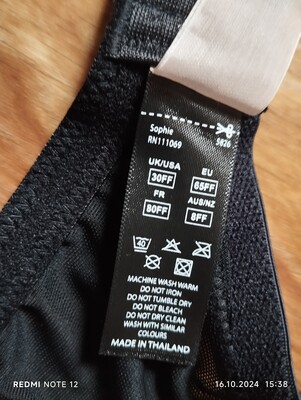 Sophie
RN111069
5826
UK/USA
EU
30FF
65FF
FR
AUS/NZ
80FF
8FF
40
MACHINE WASH WARM
DO NOT IRON
DO NOT TUMBLE DRY
DO NOT BLEACH
DO NOT DRY CLEAN
WASH WITH SIMILAR
COLOURS
MADE IN THAILAND
REDMI NOTE 12
16.10.2024 15:38